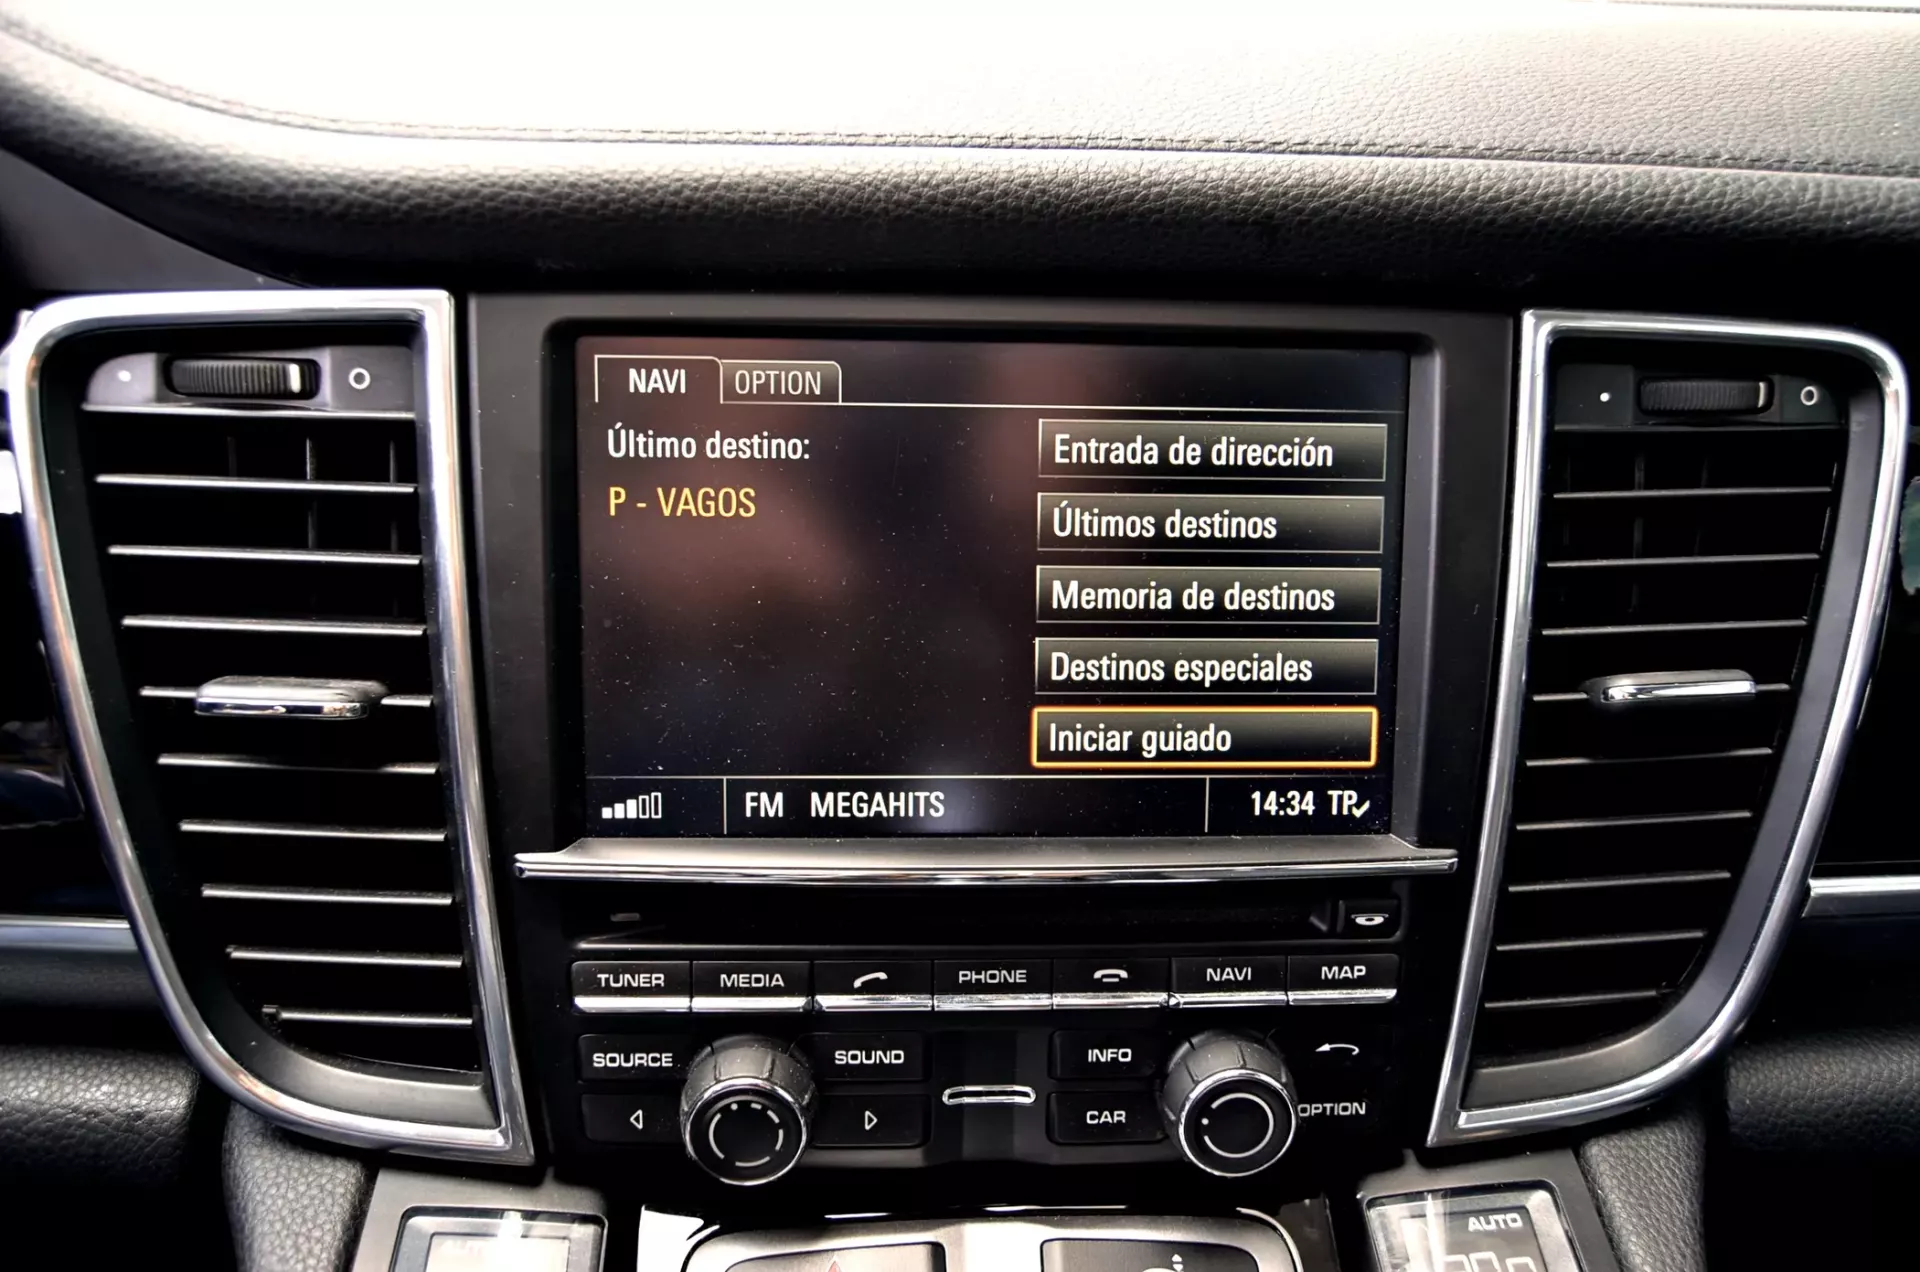 NAVI OPTION
Último destino:
P - VAGOS
Entrada de dirección
Últimos destinos
Memoria de destinos
Destinos especiales
Iniciar guiado
FM MEGAHITS 14:34 TP
TUNER MEDIA PHONE NAVI MAP
SOURCE SOUND INFO
CAR OPTION
AUTO